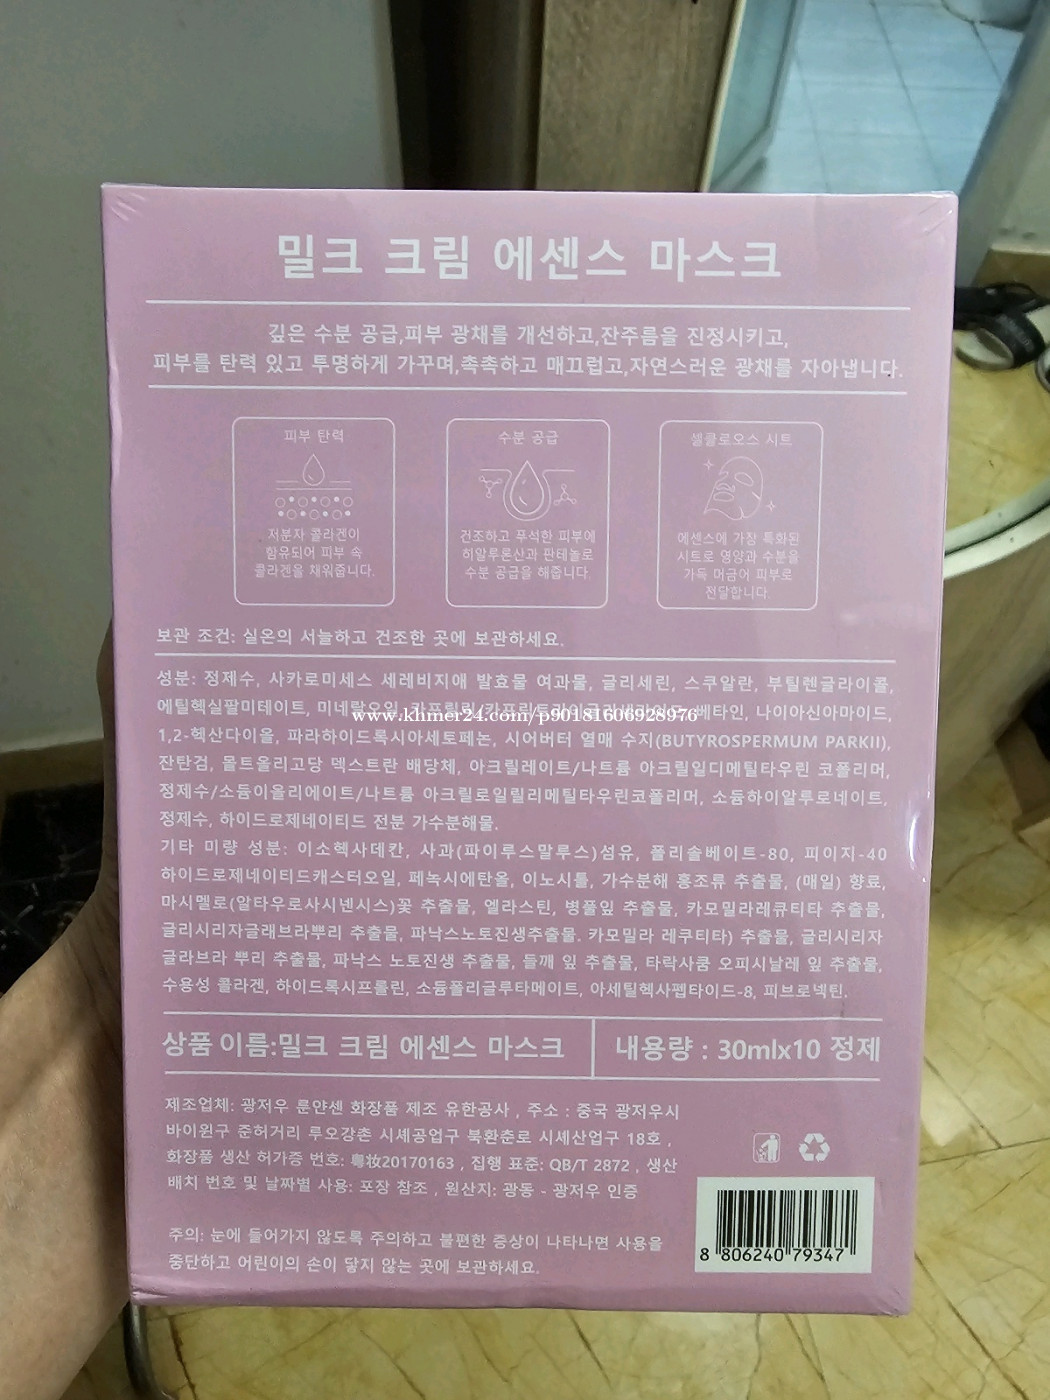 밀크 크림 에센스 마스크
깊은 수분 공급,피부 광채를 개선하고,잔주름을 진정시키고,
피부를 탄력 있고 투명하게 가꾸며,촉촉하고 매끄럽고,자연스러운 광채를 자아냅니다.
피부 탄력
저분자 콜라겐이
함유되어 피부 속
콜라겐을 채워줍니다.
수분 공급
건조하고 푸석한 피부에
히알루론산과 판테놀로
수분 공급을 해줍니다.
셀클로오스 시트
에센스에 가장 특화된
시트로 영양과 수분을
가득 머금어 피부로
전달합니다.
보관 조건: 실온의 서늘하고 건조한 곳에 보관하세요.
성분: 정제수, 사카로미세스 세레비지애 발효물 여과물, 글리세린, 스쿠알란, 부틸렌글라이콜,
에틸헥실팔미테이트, 미네랄오일, 베타인, 나이아신아마이드,
www.khmer24.com/p90181606928976
1,2-헥산다이올, 파라하이드록시아세토페논, 시어버터 열매 수지(BUTYROSPERMUM PARKII),
잔탄검, 몰트올리고당 덱스트란 배당체, 아크릴레이트/나트륨 아크릴일디메틸타우린 코폴리머,
정제수/소듐이올리에이트/나트륨 아크릴로일릴리메틸타우린코폴리머, 소듐하이알루로네이트,
정제수, 하이드로제네이티드 전분 가수분해물.
기타 미량 성분: 이소헥사데칸, 사과(파이루스말루스)섬유, 폴리솔베이트-80, 피이지-40
하이드로제네이티드캐스터오일, 페녹시에탄올, 이노시톨, 가수분해 홍조류 추출물, (매일) 향료,
마시멜로(알타우로사시넨시스)꽃 추출물, 엘라스틴, 병풀잎 추출물, 카모밀라레큐티타 추출물,
글리시리자글래브라뿌리 추출물, 파낙스노토진생추출물. 카모밀라 레쿠티타) 추출물, 글리시리자
글라브라 뿌리 추출물, 파낙스 노토진생 추출물, 들깨 잎 추출물, 타락사쿰 오피시날레 잎 추출물,
수용성 콜라겐, 하이드록시프롤린, 소듐폴리글루타메이트, 아세틸헥사펩타이드-8, 피브로넥틴.
상품 이름:밀크 크림 에센스 마스크
내용량 : 30mlx10 정제
제조업체: 광저우 룬얀센 화장품 제조 유한공사 , 주소 : 중국 광저우시
바이윈구 준허거리 루오강촌 시셰공업구 북환춘로 시셰산업구 18호 ,
화장품 생산 허가증 번호: 粤妆20170163 , 집행 표준: QB/T 2872 , 생산
배치 번호 및 날짜별 사용: 포장 참조 , 원산지: 광동 - 광저우 인증
주의: 눈에 들어가지 않도록 주의하고 불편한 증상이 나타나면 사용을
중단하고 어린이의 손이 닿지 않는 곳에 보관하세요.
8 806240 79347